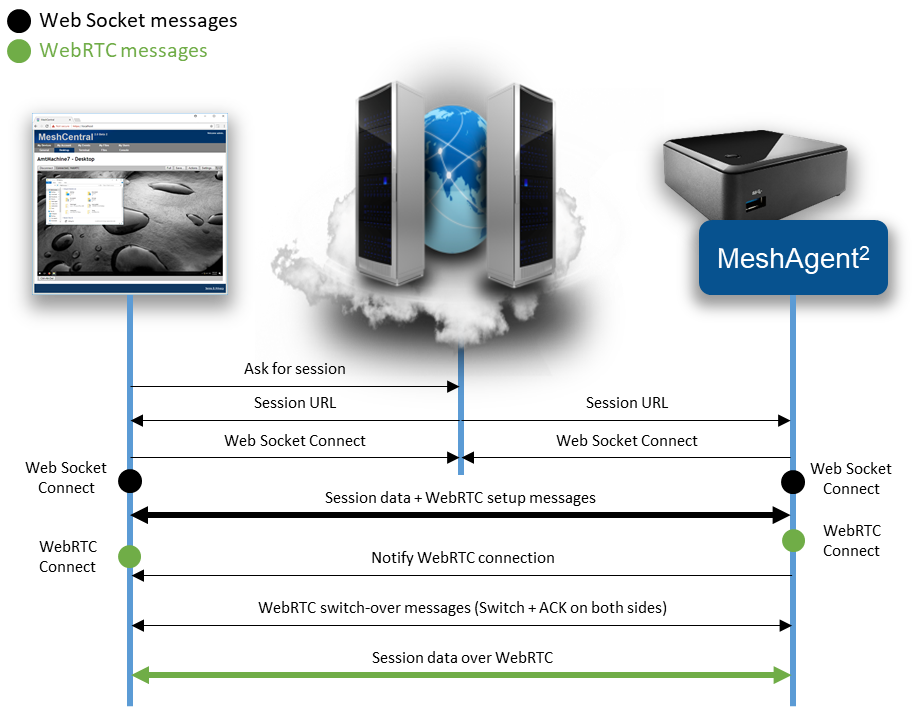 Web Socket messages
WebRTC messages
MeshCentral
AmtMachine7 - Desktop
MeshAgent2
Ask for session
Session URL
Session URL
Web Socket Connect
Web Socket Connect
Web Socket
Connect
Web Socket
Connect
Session data + WebRTC setup messages
WebRTC
Connect
WebRTC
Connect
Notify WebRTC connection
WebRTC switch-over messages (Switch + ACK on both sides)
Session data over WebRTC